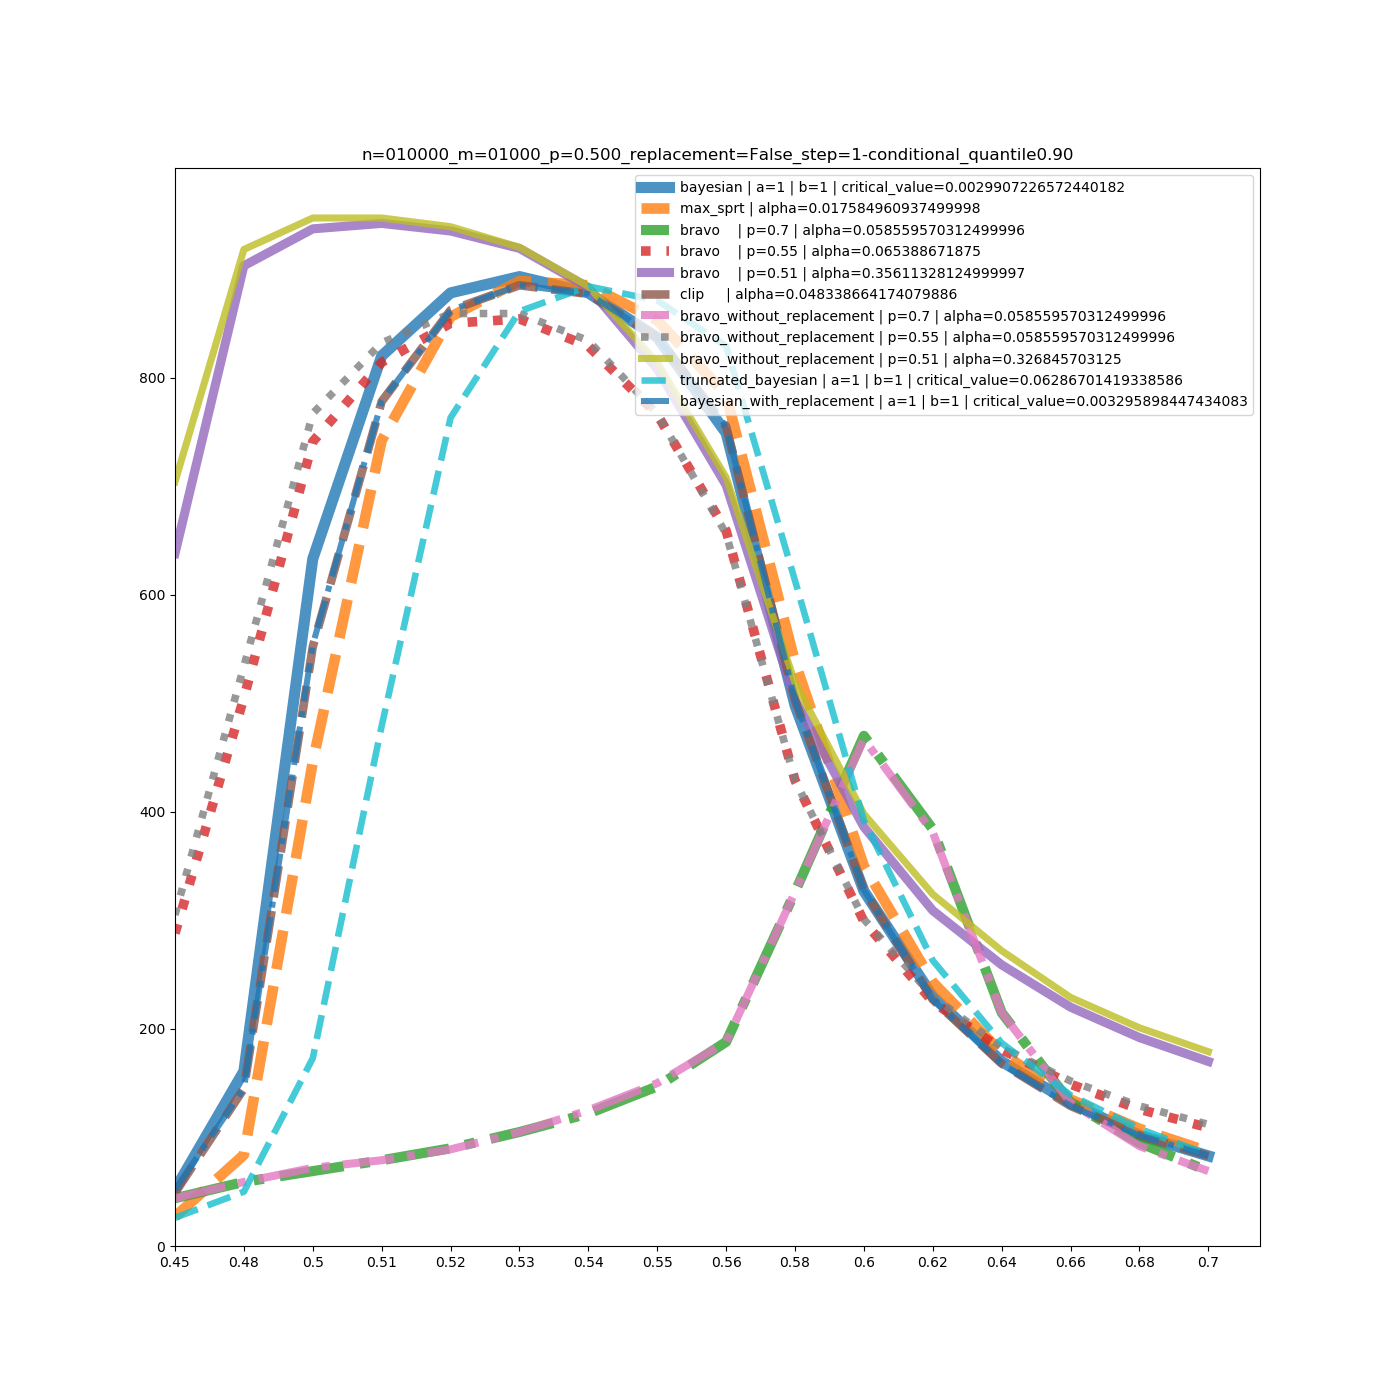 n=010000_m=01000_p=0.500_replacement=False_step=1-conditional_quantile0.90
bayesian | a=1 | b=1 | critical_value=0.0029907226572440182
max_sprt | alpha=0.017584960937499998
bravo | p=0.7 | alpha=0.058559570312499996
bravo | p=0.55 | alpha=0.065388671875
bravo | p=0.51 | alpha=0.35611328124999997
clip | alpha=0.048338664174079886
bravo_without_replacement | p=0.7 | alpha=0.058559570312499996
bravo_without_replacement | p=0.55 | alpha=0.058559570312499996
bravo_without_replacement | p=0.51 | alpha=0.326845703125
truncated_bayesian | a=1 | b=1 | critical_value=0.06286701419338586
bayesian_with_replacement | a=1 | b=1 | critical_value=0.003295898447434083
800
600
400
200
0
0.45 0.48 0.5 0.51 0.52 0.53 0.54 0.55 0.56 0.58 0.6 0.62 0.64 0.66 0.68 0.7